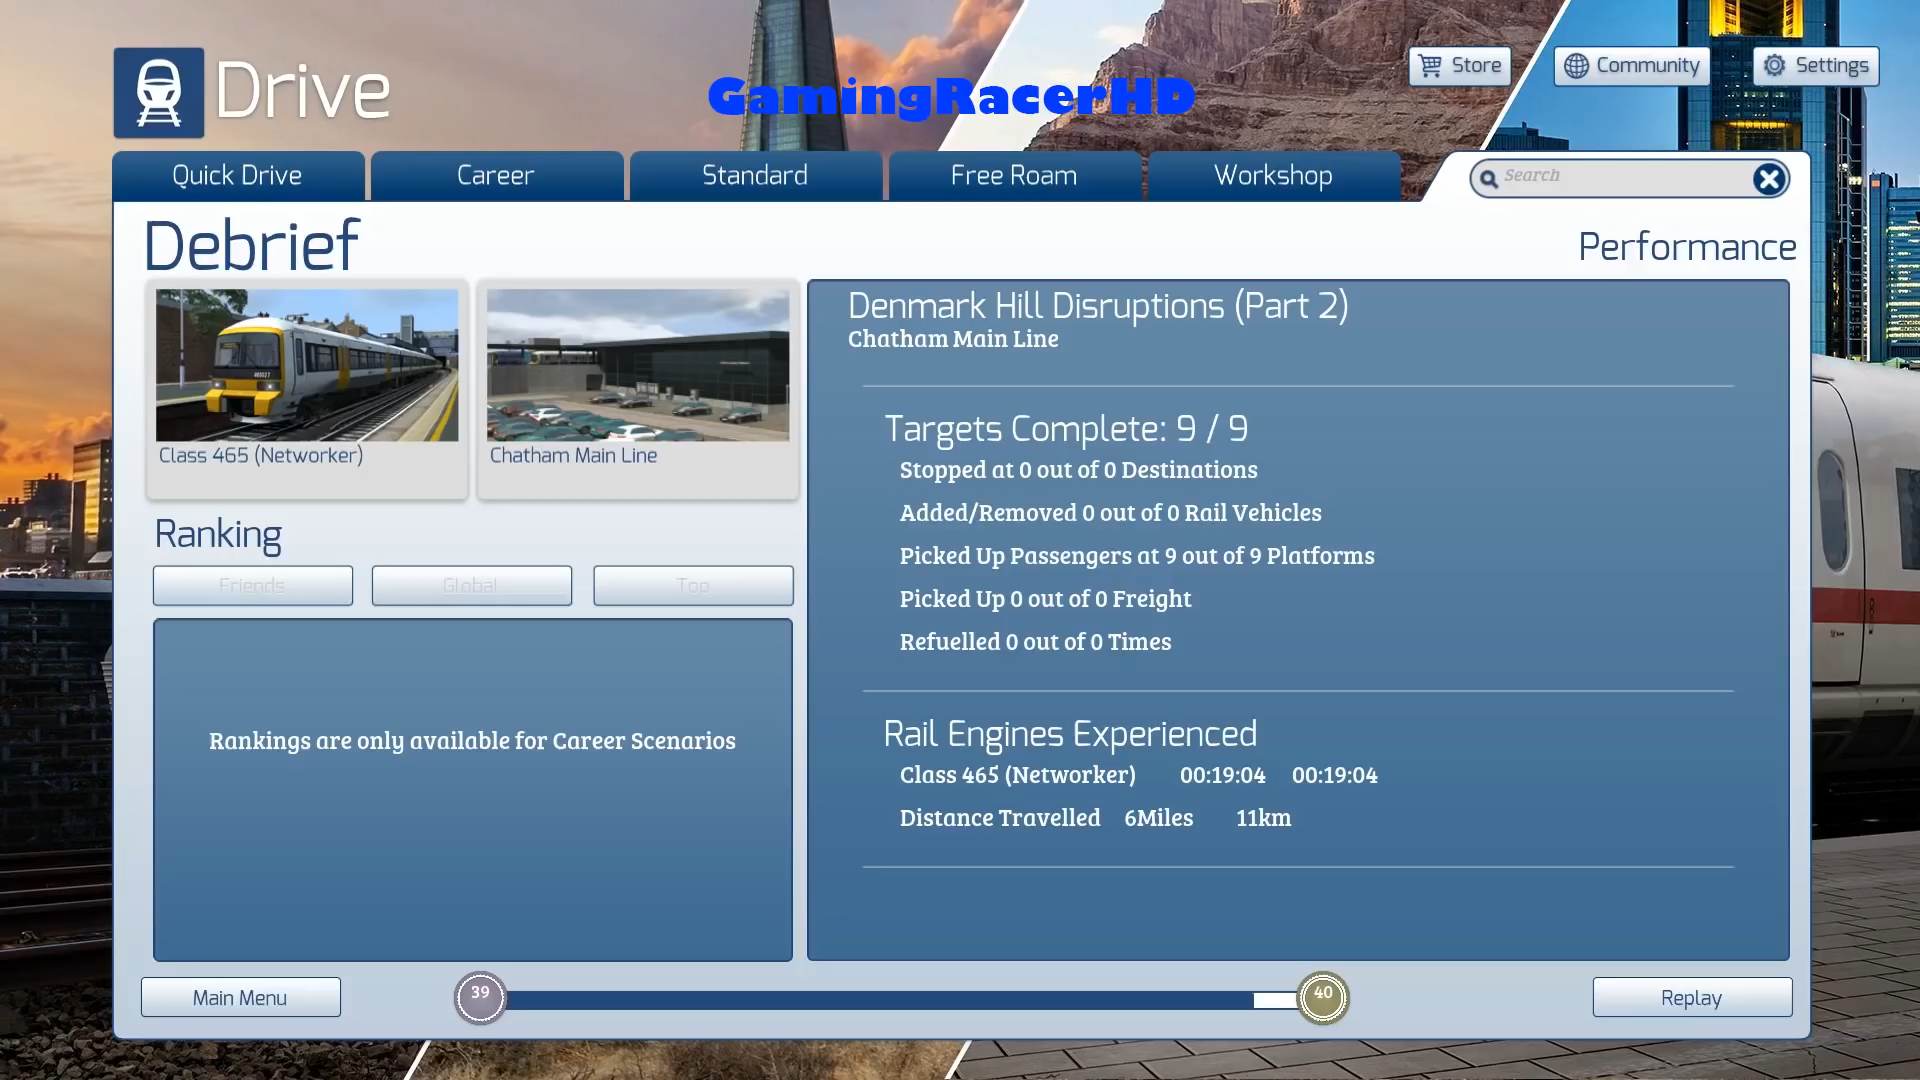 Drive
GamingRacerHD
Store
Community
Settings
Quick Drive
Career
Standard
Free Roam
Workshop
Search
Debrief
Performance
Class 465 (Networker)
Chatham Main Line
Ranking
Friends
Global
Top
Rankings are only available for Career Scenarios
Denmark Hill Disruptions (Part 2)
Chatham Main Line
Targets Complete: 9 / 9
Stopped at 0 out of 0 Destinations
Added/Removed 0 out of 0 Rail Vehicles
Picked Up Passengers at 9 out of 9 Platforms
Picked Up 0 out of 0 Freight
Refuelled 0 out of 0 Times
Rail Engines Experienced
Class 465 (Networker) 00:19:04 00:19:04
Distance Travelled 6Miles 11km
Main Menu
39
40
Replay